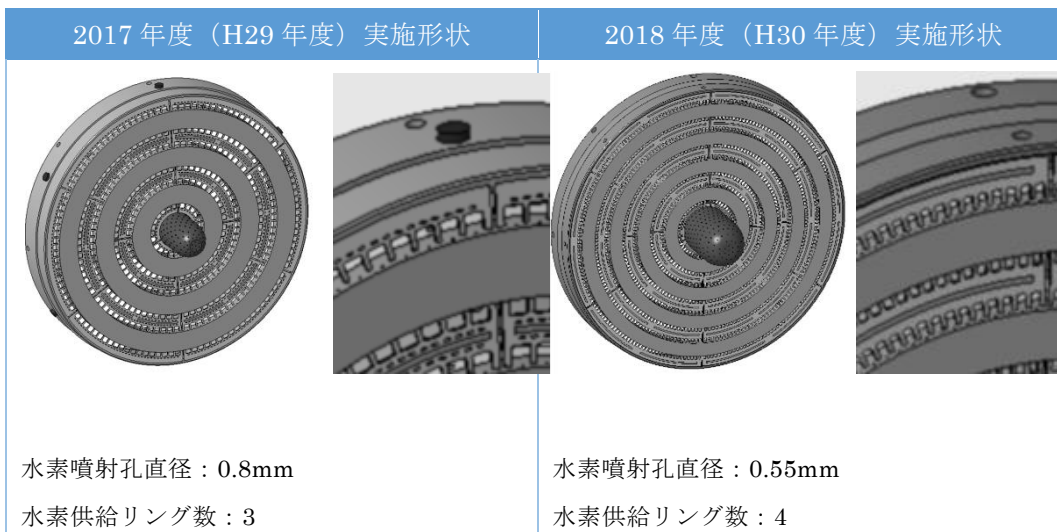 2017 年度（H29 年度）実施形状
2018 年度（H30 年度）実施形状
水素噴射孔直径：0.8mm
水素供給リング数：3
水素噴射孔直径：0.55mm
水素供給リング数：4